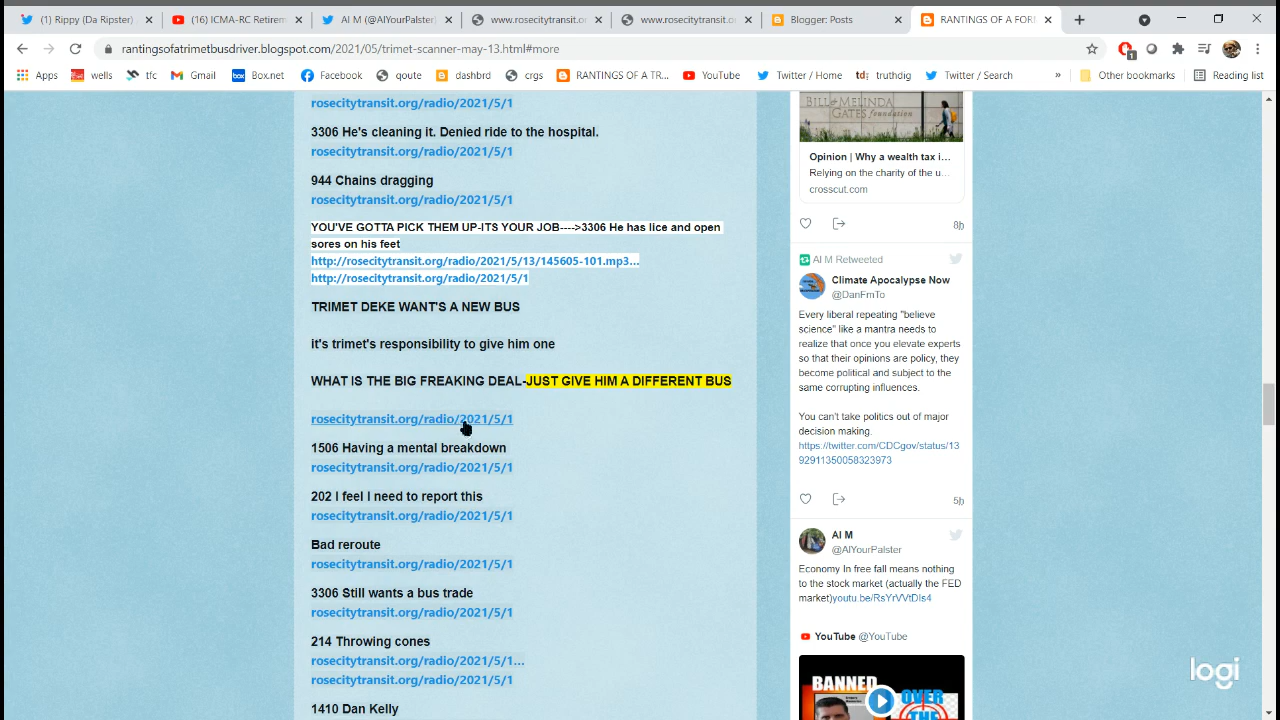 (1) Rippy (Da Ripster)
(16) ICMA-RC Retirem
Al M (@AlYourPalster)
www.rosecitytransit.o
www.rosecitytransit.o
Blogger: Posts
RANTINGS OF A FOR
rantingsofatrimetbusdriver.blogspot.com/2021/05/trimet-scanner-may-13.html#more
1
Apps
wells
tfc
Gmail
Box.net
Facebook
qoute
dashbrd
crgs
RANTINGS OF A TR...
YouTube
Twitter / Home
truthdig
Twitter / Search
»
Other bookmarks
Reading list
rosecitytransit.org/radio/2021/5/1
3306 He's cleaning it. Denied ride to the hospital.
rosecitytransit.org/radio/2021/5/1
944 Chains dragging
rosecitytransit.org/radio/2021/5/1
YOU'VE GOTTA PICK THEM UP-ITS YOUR JOB---->3306 He has lice and open
sores on his feet
http://rosecitytransit.org/radio/2021/5/13/145605-101.mp3...
http://rosecitytransit.org/radio/2021/5/1
TRIMET DEKE WANT'S A NEW BUS
it's trimet's responsibility to give him one
WHAT IS THE BIG FREAKING DEAL-JUST GIVE HIM A DIFFERENT BUS
rosecitytransit.org/radio/2021/5/1
1506 Having a mental breakdown
rosecitytransit.org/radio/2021/5/1
202 I feel I need to report this
rosecitytransit.org/radio/2021/5/1
Bad reroute
rosecitytransit.org/radio/2021/5/1
3306 Still wants a bus trade
rosecitytransit.org/radio/2021/5/1
214 Throwing cones
rosecitytransit.org/radio/2021/5/1...
rosecitytransit.org/radio/2021/5/1
1410 Dan Kelly
BILL & MELINDA
GATES foundation
Opinion | Why a wealth tax i...
Relying on the charity of the u...
crosscut.com
8h
Al M Retweeted
Climate Apocalypse Now
@DanFmTo
Every liberal repeating "believe
science" like a mantra needs to
realize that once you elevate experts
so that their opinions are policy, they
become political and subject to the
same corrupting influences.
You can't take politics out of major
decision making.
https://twitter.com/CDCgov/status/13
92911350058323973
5h
Al M
@AlYourPalster
Economy In free fall means nothing
to the stock market (actually the FED
market)youtu.be/RsYrVVtDIs4
YouTube @YouTube
BANNED
OVER
THE
logi